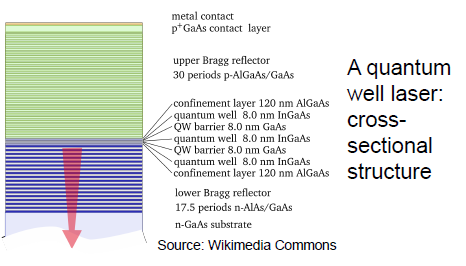 metal contact
p+GaAs contact layer
upper Bragg reflector
30 periods p-AlGaAs/GaAs
confinement layer 120 nm AlGaAs
quantum well 8.0 nm InGaAs
QW barrier 8.0 nm GaAs
quantum well 8.0 nm InGaAs
QW barrier 8.0 nm GaAs
quantum well 8.0 nm InGaAs
confinement layer 120 nm AlGaAs
lower Bragg reflector
17.5 periods n-AlAs/GaAs
n-GaAs substrate
Source: Wikimedia Commons
A quantum
well laser:
cross-
sectional
structure